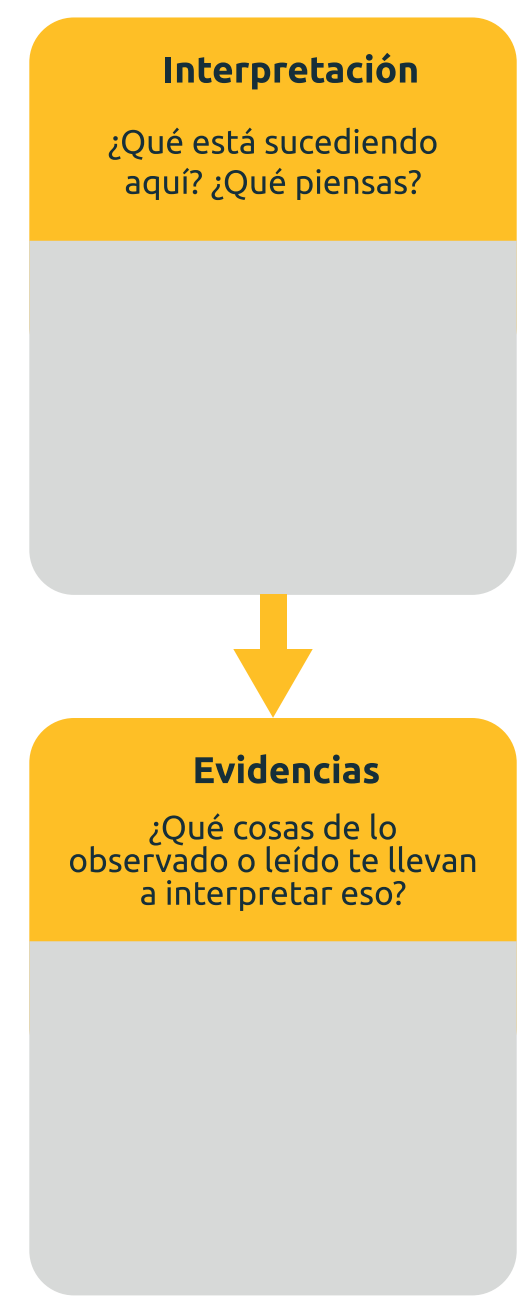 Interpretación
¿Qué está sucediendo
aquí? ¿Qué piensas?
Evidencias
¿Qué cosas de lo
observado o leído te llevan
a interpretar eso?